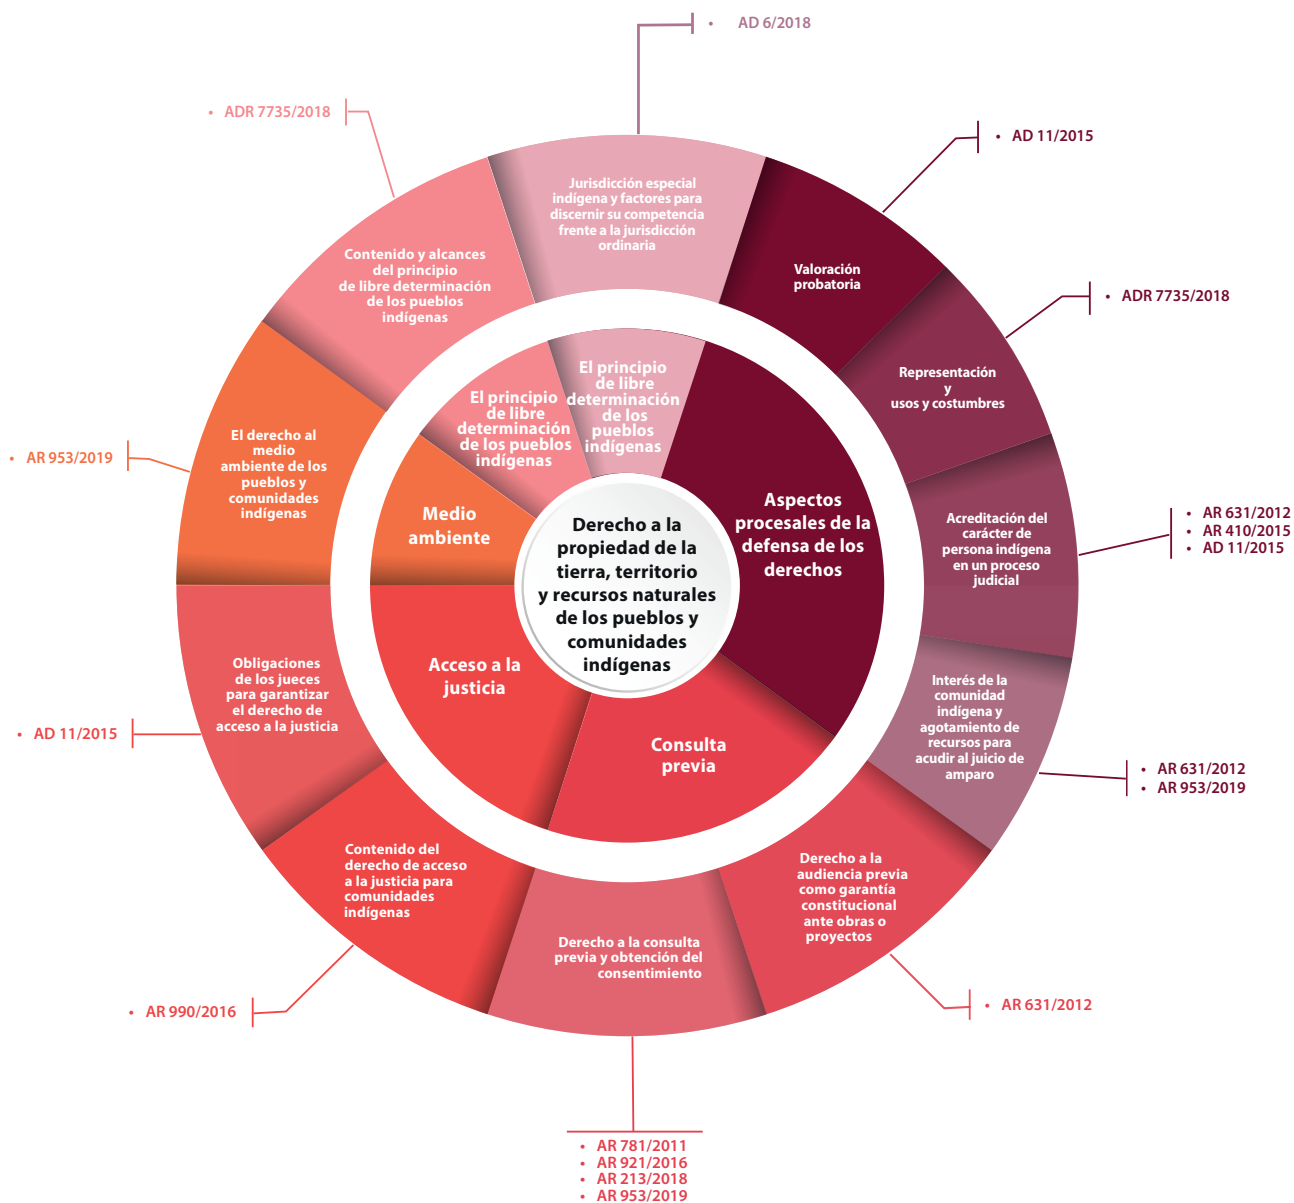 • AD 6/2018
• ADR 7735/2018
• AD 11/2015
Jurisdicción especial
indígena y factores para
discernir su competencia
frente a la jurisdicción
ordinaria
Contenido y alcances
del principio
de libre determinación
de los pueblos
indígenas
Valoración
probatoria
• ADR 7735/2018
Representación
y
usos y costumbres
El principio
de libre
determinación
de los
pueblos
indígenas
El principio
de libre
determinación
de los pueblos
indígenas
El derecho al
medio
ambiente de los
pueblos y
comunidades
indígenas
• AR 953/2019
Medio
ambiente
Aspectos
procesales de la
defensa de los
derechos
Derecho a la
propiedad de la
tierra, territorio
y recursos naturales
de los pueblos y
comunidades
indígenas
Acreditación del
carácter de
persona indígena
en un proceso
judicial
• AR 631/2012
• AR 410/2015
• AD 11/2015
Obligaciones
de los jueces
para garantizar
el derecho de
acceso a la justicia
• AD 11/2015
Acceso a la
justicia
Consulta
previa
Interés de la
comunidad
indígena y
agotamiento de
recursos para
acudir al juicio de
amparo
• AR 631/2012
• AR 953/2019
Contenido del
derecho de acceso
a la justicia para
comunidades
indígenas
• AR 990/2016
Derecho a la consulta
previa y obtención del
consentimiento
Derecho a la
audiencia previa
como garantía
constitucional
ante obras o
proyectos
• AR 631/2012
• AR 781/2011
• AR 921/2016
• AR 213/2018
• AR 953/2019